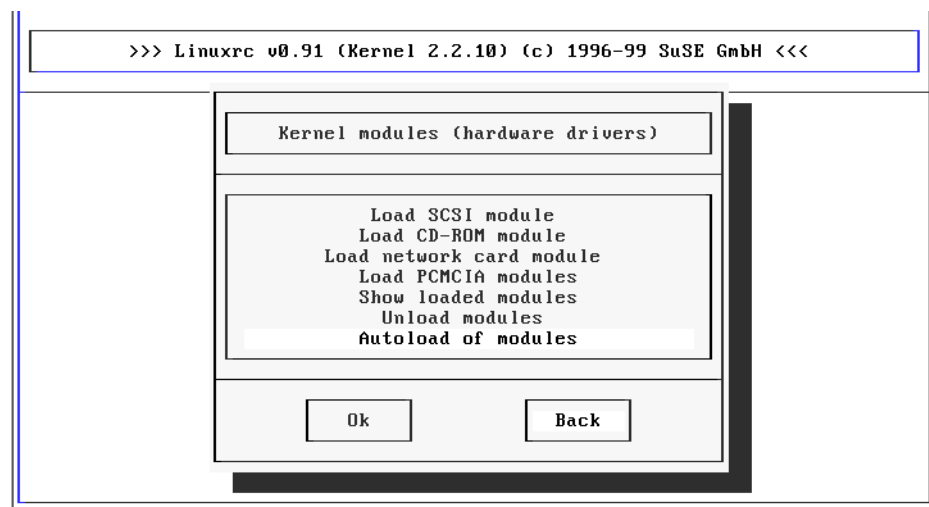 >>> Linuxrc v0.91 (Kernel 2.2.10) (c) 1996-99 SuSE GmbH <<<
Kernel modules (hardware drivers)
Load SCSI module
Load CD-ROM module
Load network card module
Load PCMCIA modules
Show loaded modules
Unload modules
Autoload of modules
Ok
Back